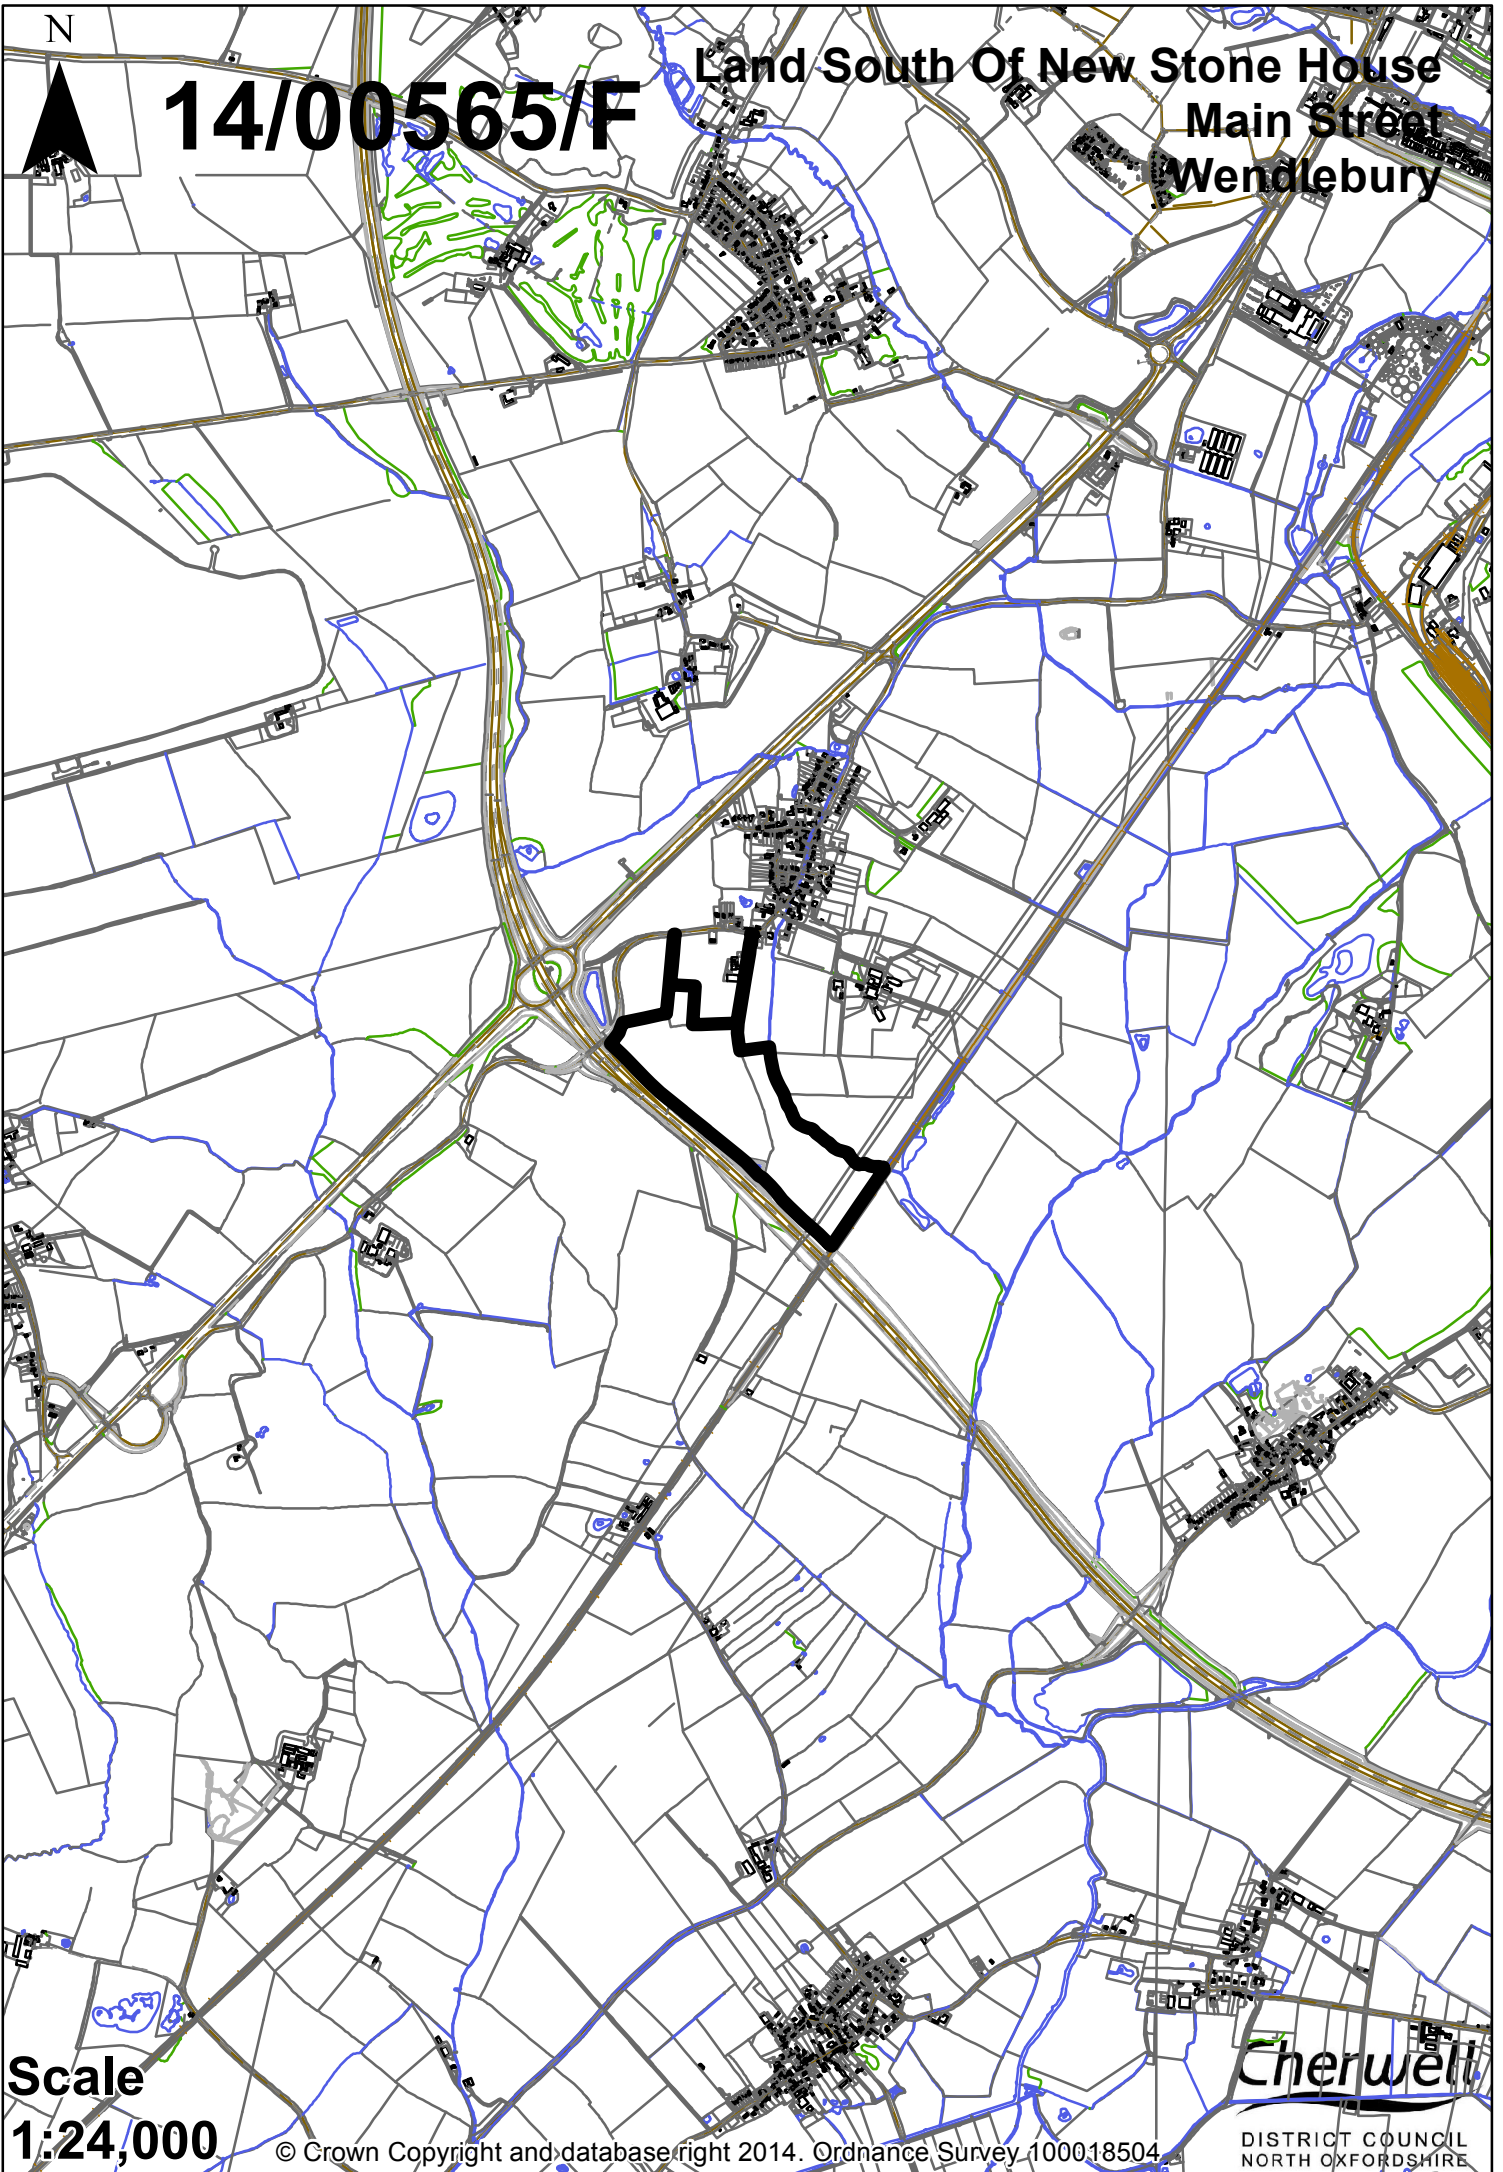 N
14/00565/F
Land South Of New Stone House
Main Street
Wendlebury
Scale
1:24,000
© Crown Copyright and database right 2014. Ordnance Survey 100018504
Cherwell
DISTRICT COUNCIL
NORTH OXFORDSHIRE